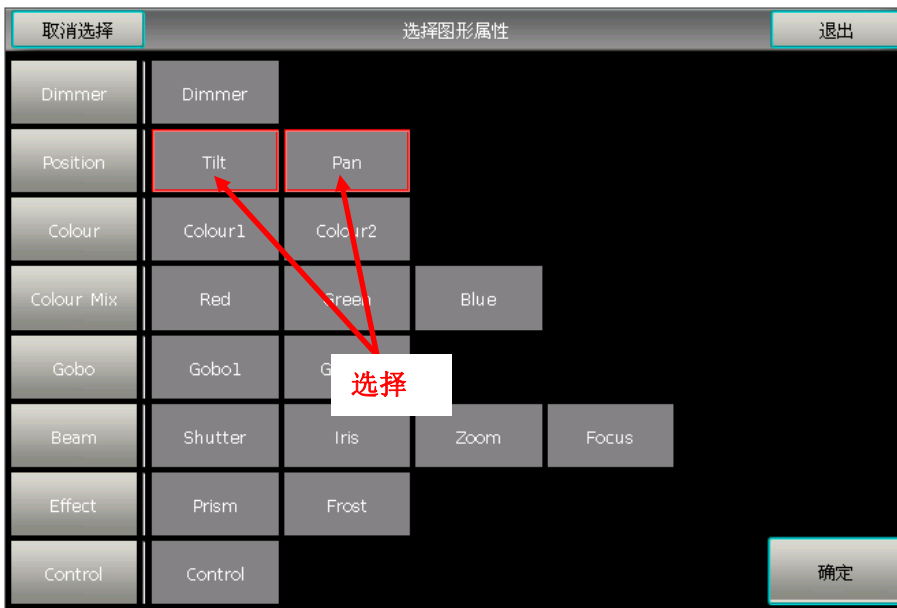 取消选择 选择图形属性 退出
Dimmer Dimmer
Position Tilt Pan
Colour Colour1 Colour2
Colour Mix Red Green Blue
Gobo Gobo1
选择
Beam Shutter Iris Zoom Focus
Effect Prism Frost
Control Control 确定